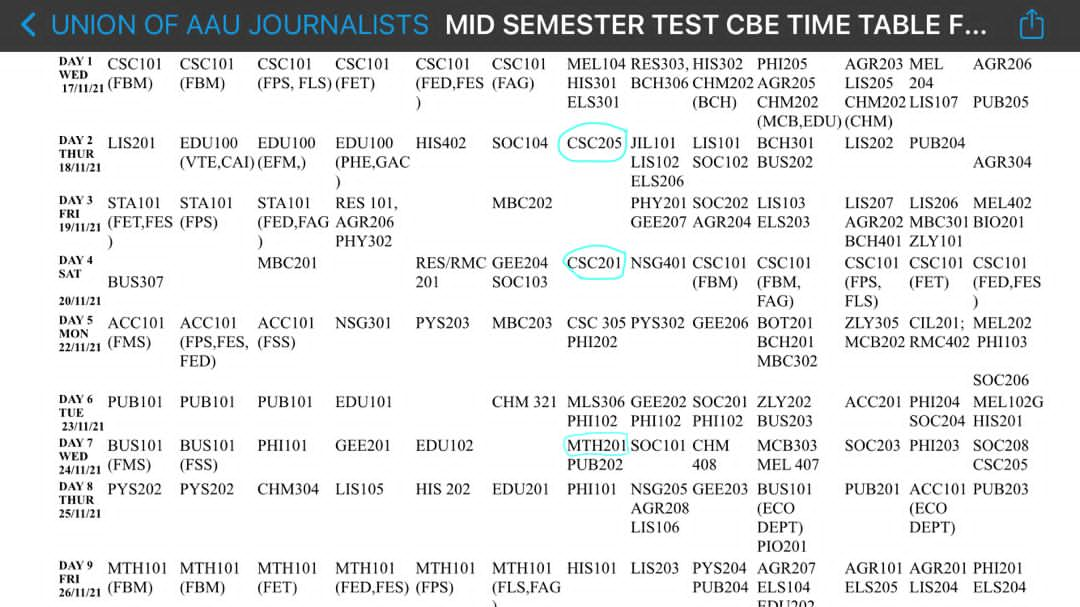 UNION OF AAU JOURNALISTS MID SEMESTER TEST CBE TIME TABLE F...
DAY 1 CSC101 CSC101 CSC101 CSC101 CSC101 CSC101 MEL104 RES303, HIS302 PHI205 AGR203 MEL AGR206
WED (FBM) (FBM) (FPS, FLS) (FET) (FED,FES (FAG) HIS301 BCH306 CHM202 AGR205 LIS205 204
17/11/21 ) ELS301 (BCH) CHM202 CHM202 LIS107 PUB205
(MCB,EDU) (CHM)
DAY 2 LIS201 EDU100 EDU100 EDU100 HIS402 SOC104 CSC205 JIL101 LIS101 BCH301 LIS202 PUB204
THUR (VTE,CAI) (EFM,) (PHE,GAC LIS102 SOC102 BUS202 AGR304
18/11/21 ) ELS206
DAY 3 STA101 STA101 STA101 RES 101, MBC202 PHY201 SOC202 LIS103 LIS207 LIS206 MEL402
FRI (FET,FES (FPS) (FED,FAG AGR206 GEE207 AGR204 ELS203 AGR202 MBC301 BIO201
19/11/21 ) ) PHY302 BCH401 ZLY101
DAY 4 MBC201 RES/RMC GEE204 CSC201 NSG401 CSC101 CSC101 CSC101 CSC101 CSC101
SAT BUS307 201 SOC103 (FBM) (FBM, (FPS, (FET) (FED,FES
20/11/21 FAG) FLS) )
DAY 5 ACC101 ACC101 ACC101 NSG301 PYS203 MBC203 CSC 305 PYS302 GEE206 BOT201 ZLY305 CIL201; MEL202
MON (FMS) (FPS,FES, (FSS) PHI202 BCH201 MCB202 RMC402 PHI103
22/11/21 FED) MBC302
SOC206
DAY 6 PUB101 PUB101 PUB101 EDU101 CHM 321 MLS306 GEE202 SOC201 ZLY202 ACC201 PHI204 MEL102G
TUE PHI102 PHI102 PHI102 BUS203 SOC204 HIS201
23/11/21
DAY 7 BUS101 BUS101 PHI101 GEE201 EDU102 MTH201 SOC101 CHM MCB303 SOC203 PHI203 SOC208
WED (FMS) (FSS) PUB202 408 MEL 407 CSC205
24/11/21
DAY 8 PYS202 PYS202 CHM304 LIS105 HIS 202 EDU201 PHI101 NSG205 GEE203 BUS101 PUB201 ACC101 PUB203
THUR AGR208 (ECO (ECO
25/11/21 LIS106 DEPT) DEPT)
PIO201
DAY 9 MTH101 MTH101 MTH101 MTH101 MTH101 MTH101 HIS101 LIS203 PYS204 AGR207 AGR101 AGR201 PHI201
FRI (FBM) (FBM) (FET) (FED,FES) (FPS) (FLS,FAG PUB204 ELS104 ELS205 LIS204 ELS204
26/11/21 ) EDU202